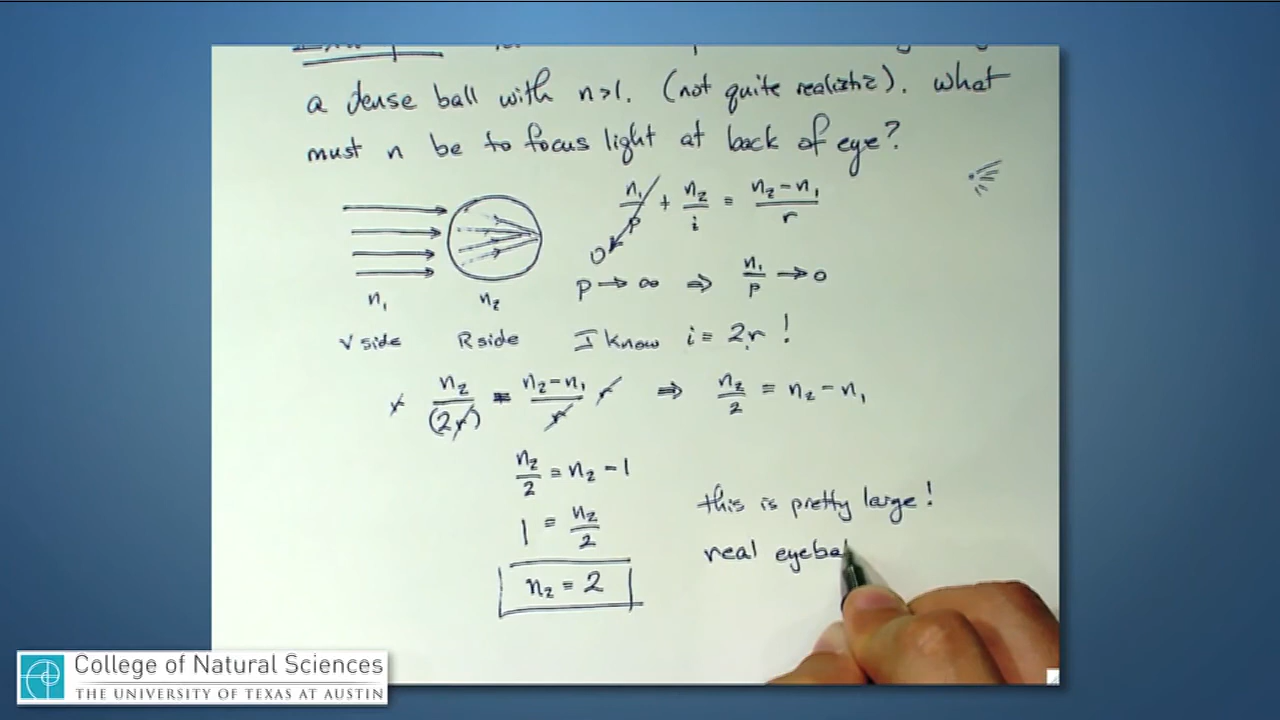 a dense ball with n>1. (not quite realistic). what
must n be to focus light at back of eye?
n₁/p + n₂/i = (n₂-n₁)/r
0
p → ∞ ⇒ n₁/p → 0
n₁ n₂
V side R side I know i = 2r !
r n₂/(2r) = (n₂-n₁)/r r ⇒ n₂/2 = n₂-n₁
n₂/2 = n₂-1
this is pretty large!
1 = n₂/2
real eyebal
n₂ = 2
College of Natural Sciences
THE UNIVERSITY OF TEXAS AT AUSTIN